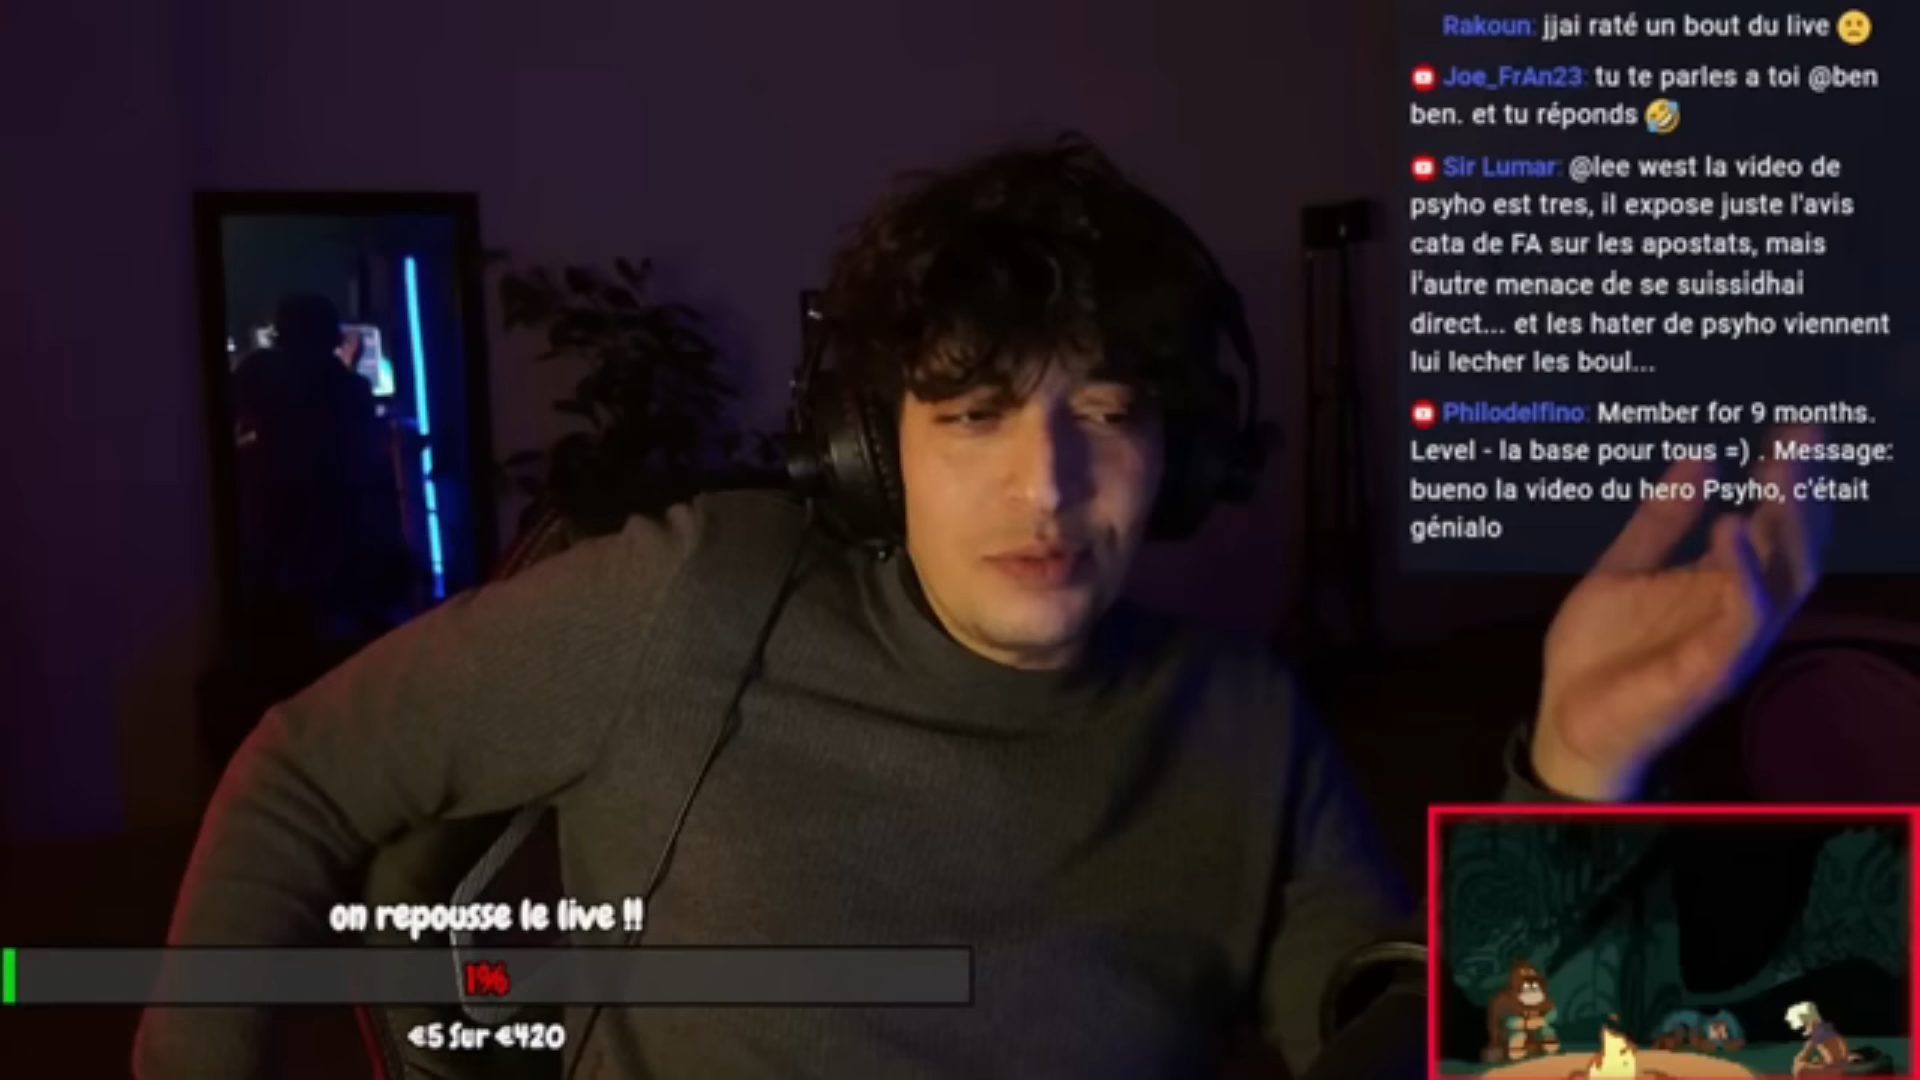 Rakoun: jjai raté un bout du live 🙁
Joe_FrAn23: tu te parles a toi @ben
ben. et tu réponds 🤣
Sir Lumar: @lee west la video de
psyho est tres, il expose juste l'avis
cata de FA sur les apostats, mais
l'autre menace de se suissidhai
direct... et les hater de psyho viennent
lui lecher les boul...
Philodelfino: Member for 9 months.
Level - la base pour tous =) . Message:
bueno la video du hero Psyho, c'était
génialo
on repousse le live !!
1%
€5 Sur €420